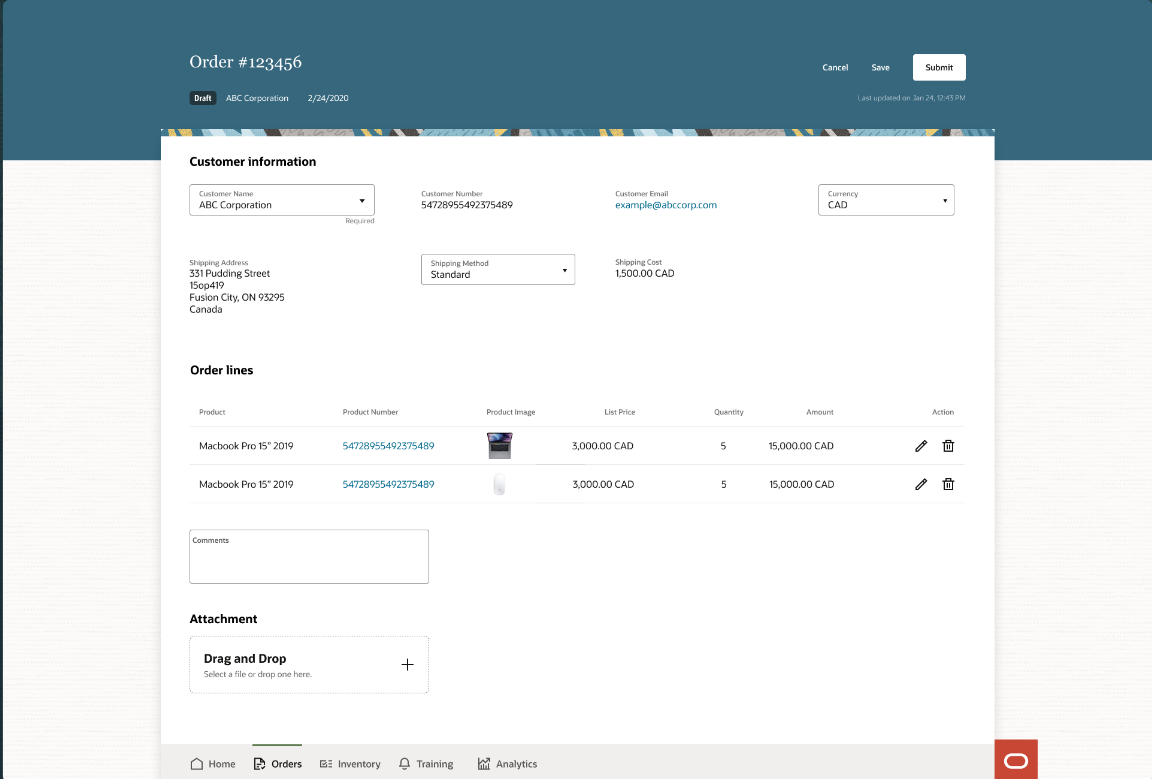 Order #123456
Cancel Save Submit
Draft ABC Corporation 2/24/2020
Last updated on Jan 24, 12:43 PM
Customer information
Customer Name
ABC Corporation
Required
Customer Number
54728955492375489
Customer Email
example@abccorp.com
Currency
CAD
Shipping Address
331 Pudding Street
15op419
Fusion City, ON 93295
Canada
Shipping Method
Standard
Shipping Cost
1,500.00 CAD
Order lines
Product Product Number Product Image List Price Quantity Amount Action
Macbook Pro 15" 2019 54728955492375489 3,000.00 CAD 5 15,000.00 CAD
Macbook Pro 15" 2019 54728955492375489 3,000.00 CAD 5 15,000.00 CAD
Comments
Attachment
Drag and Drop
Select a file or drop one here.
Home Orders Inventory Training Analytics